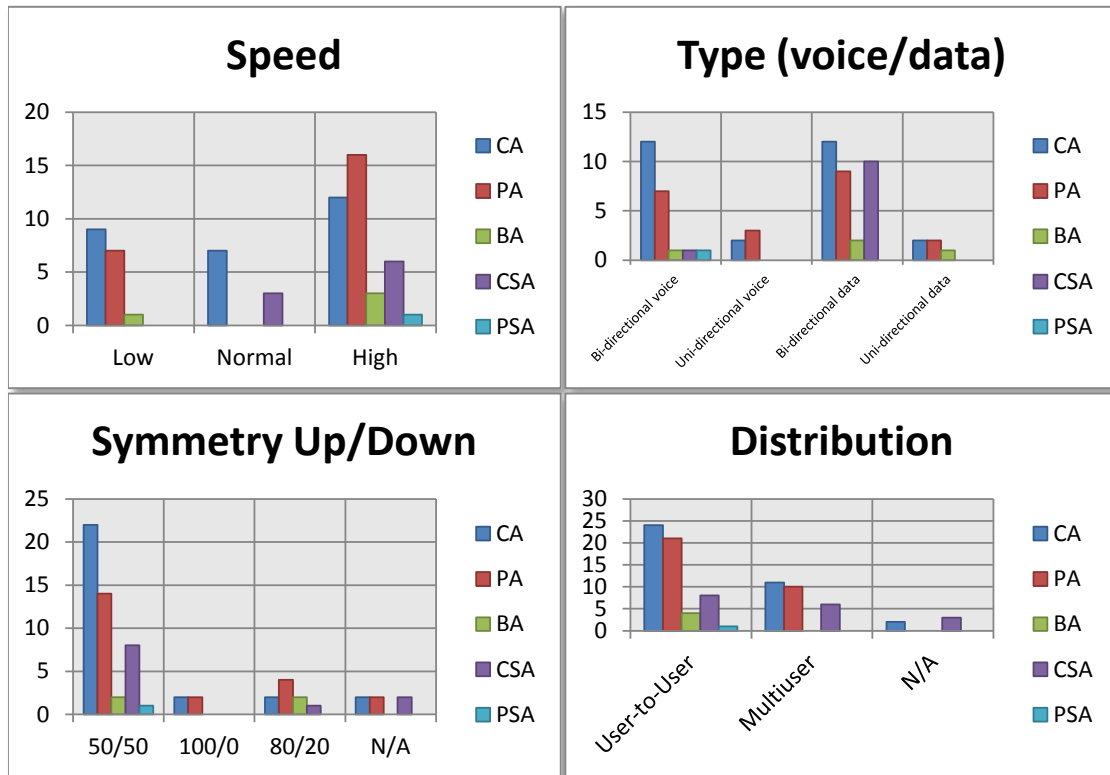 Speed
20
15
10
5
0
Low Normal High
CA
PA
BA
CSA
PSA
Type (voice/data)
15
10
5
0
Bi-directional voice
Uni-directional voice
Bi-directional data
Uni-directional data
CA
PA
BA
CSA
PSA
Symmetry Up/Down
25
20
15
10
5
0
50/50 100/0 80/20 N/A
CA
PA
BA
CSA
PSA
Distribution
30
25
20
15
10
5
0
User-to-User
Multiuser
N/A
CA
PA
BA
CSA
PSA